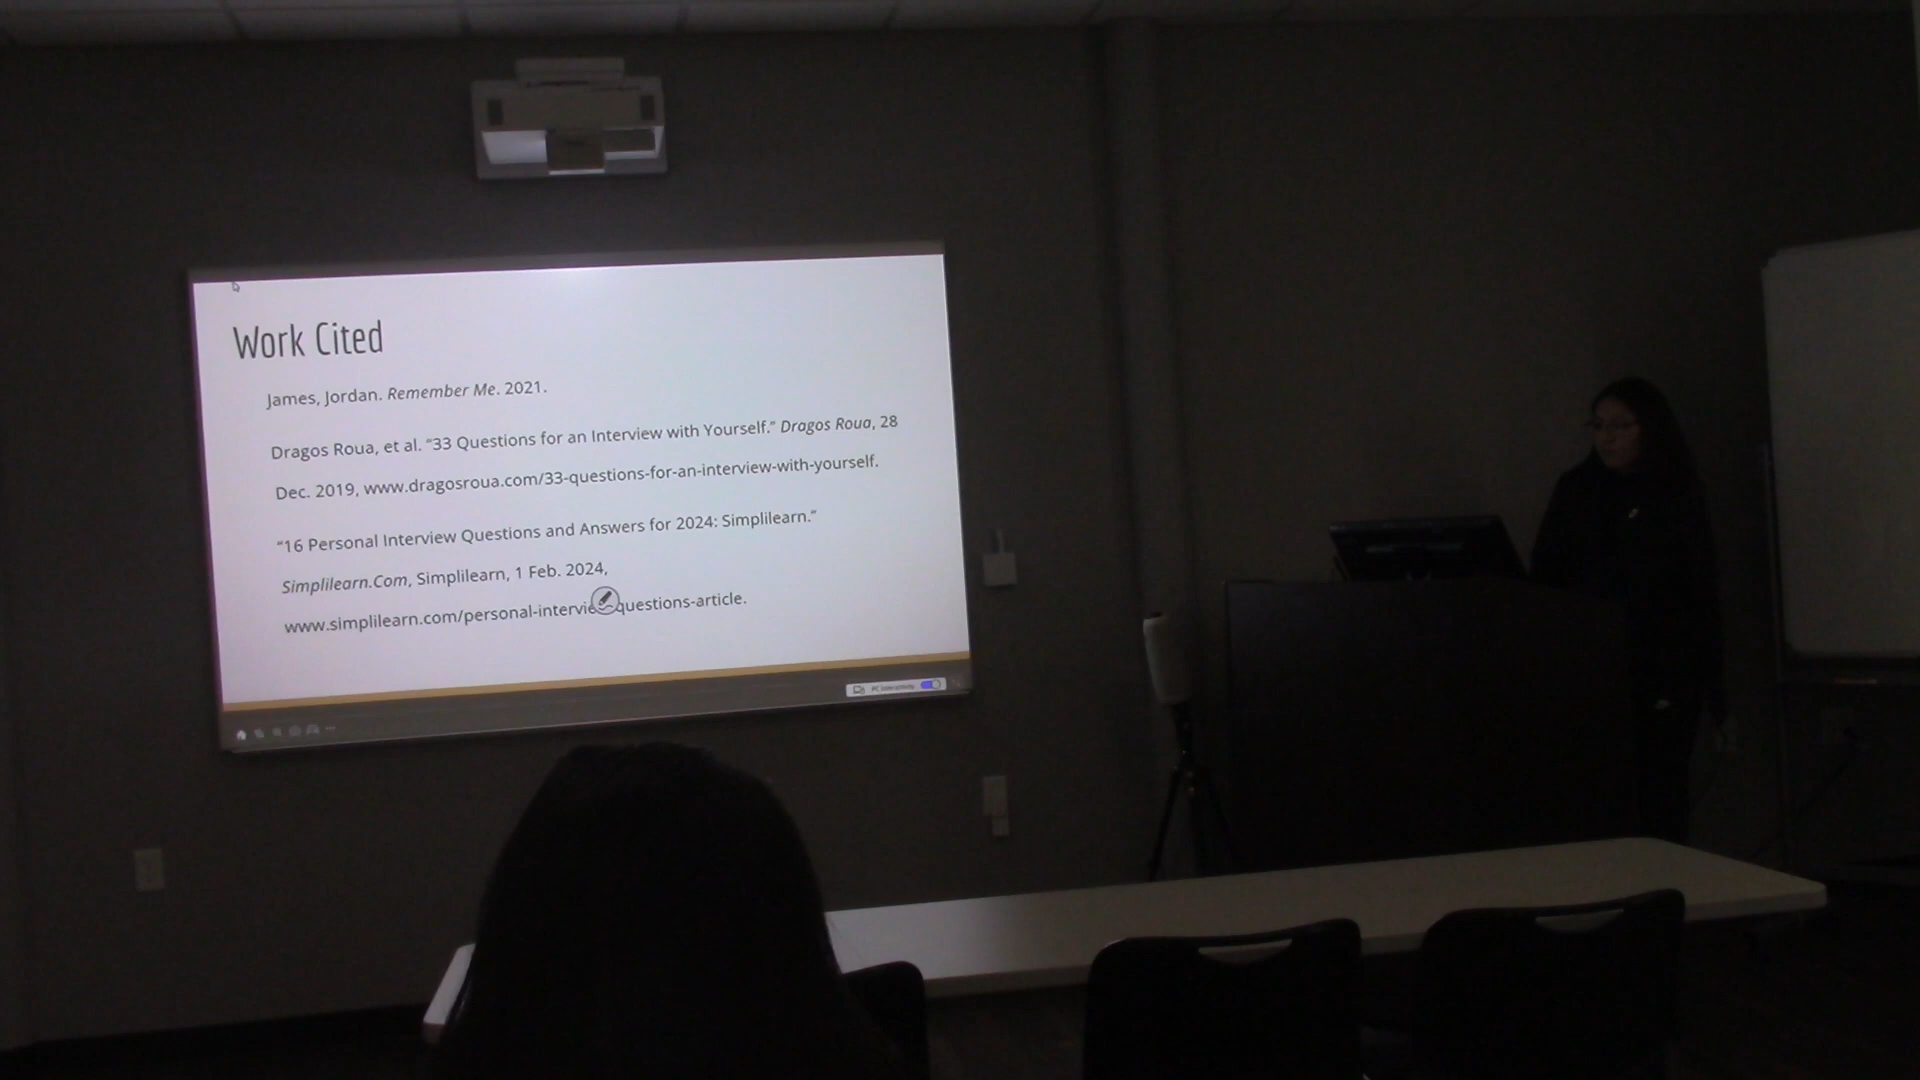 Work Cited
James, Jordan. Remember Me. 2021.
Dragos Roua, et al. “33 Questions for an Interview with Yourself.” Dragos Roua, 28
Dec. 2019, www.dragosroua.com/33-questions-for-an-interview-with-yourself.
“16 Personal Interview Questions and Answers for 2024: Simplilearn.”
Simplilearn.Com, Simplilearn, 1 Feb. 2024,
www.simplilearn.com/personal-intervie questions-article.
PC Interactivity